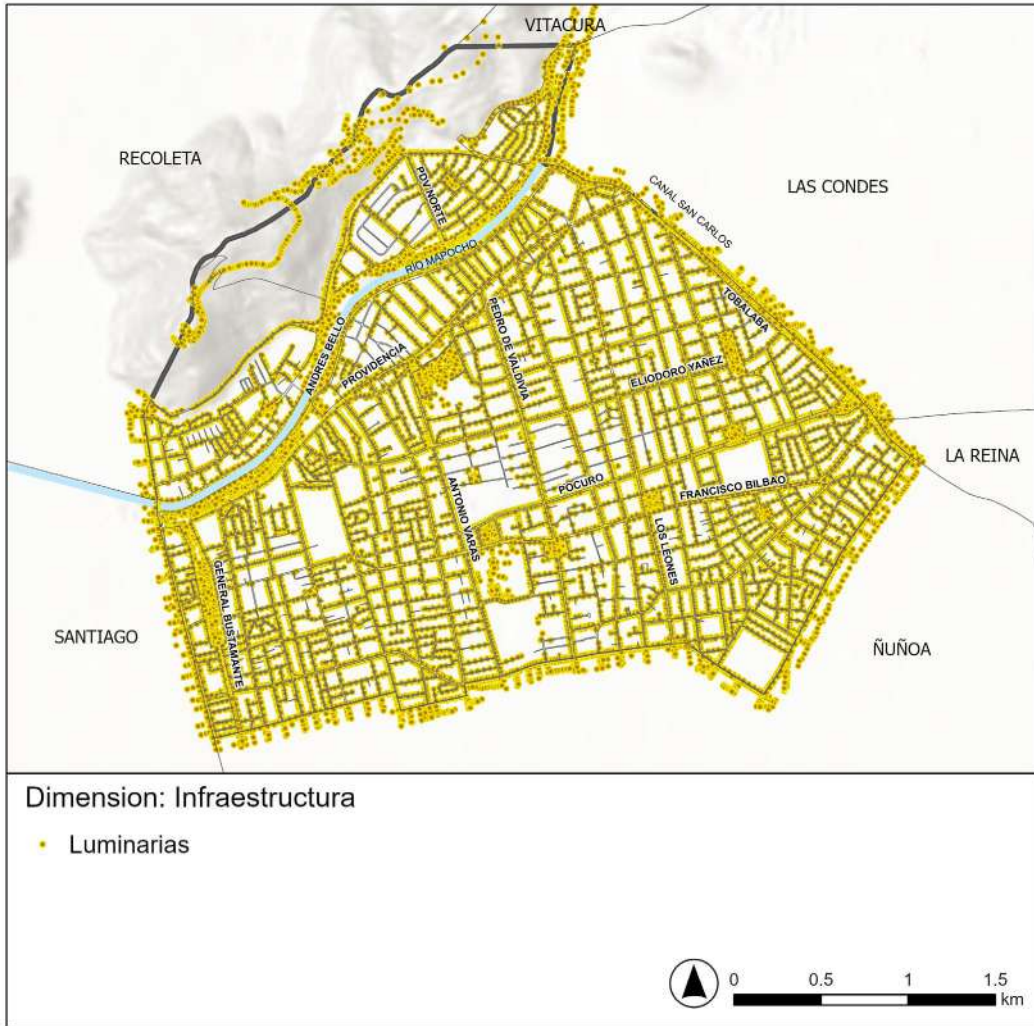 VITACURA
RECOLETA
LAS CONDES
PDV NORTE
CANAL SAN CARLOS
RÍO MAPOCHO
TOBALABA
PEDRO DE VALDIVIA
ANDRES BELLO
PROVIDENCIA
ELIODORO YAÑEZ
LA REINA
POCURO
FRANCISCO BILBAO
ANTONIO VARAS
LOS LEONES
GENERAL BUSTAMANTE
SANTIAGO
ÑUÑOA
Dimension: Infraestructura
Luminarias
0 0.5 1 1.5
km